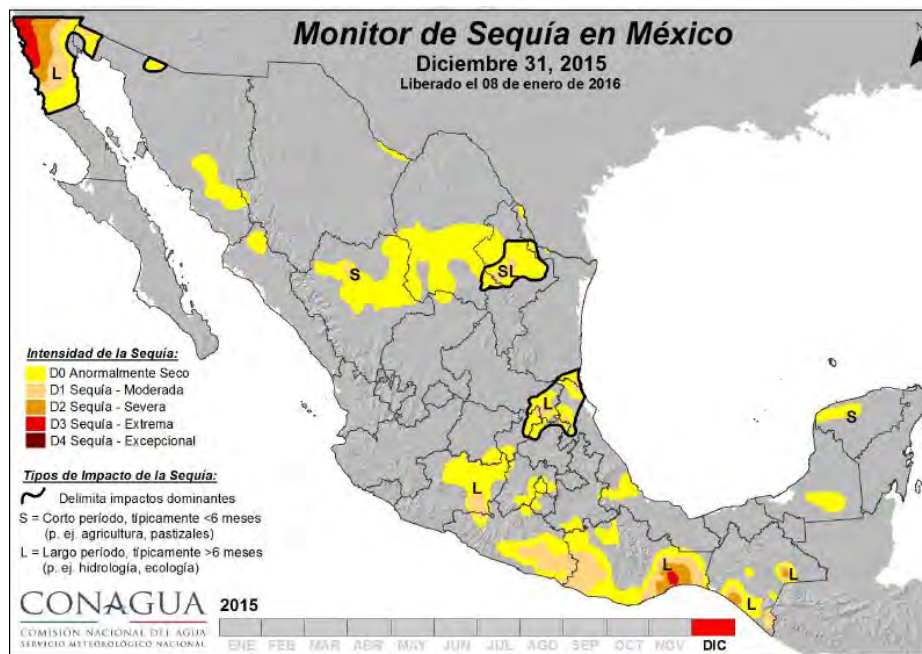 Monitor de Sequía en México
Diciembre 31, 2015
Liberado el 08 de enero de 2016
L
S
SL
L
S
L
L
L
L
Intensidad de la Sequía:
D0 Anormalmente Seco
D1 Sequía - Moderada
D2 Sequía - Severa
D3 Sequía - Extrema
D4 Sequía - Excepcional
Tipos de Impacto de la Sequía:
Delimita impactos dominantes
S = Corto período, típicamente <6 meses
(p. ej. agricultura, pastizales)
L = Largo período, típicamente >6 meses
(p. ej. hidrología, ecología)
CONAGUA
COMISIÓN NACIONAL DEL AGUA
SERVICIO METEOROLÓGICO NACIONAL
2015
ENE FEB MAR ABR MAY JUN JUL AGO SEP OCT NOV DIC